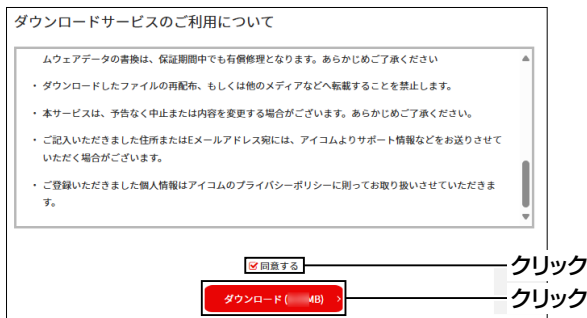 ダウンロードサービスのご利用について
ムウェアデータの書換は、保証期間中でも有償修理となります。あらかじめご了承ください
・ダウンロードしたファイルの再配布、もしくは他のメディアなどへ転載することを禁止します。
・本サービスは、予告なく中止または内容を変更する場合がございます。あらかじめご了承ください。
・ご記入いただきました住所またはEメールアドレス宛には、アイコムよりサポート情報などをお送りさせて
いただく場合がございます。
・ご登録いただきました個人情報はアイコムのプライバシーポリシーに則ってお取り扱いさせていただきま
す。
同意する クリック
ダウンロード ( MB) クリック